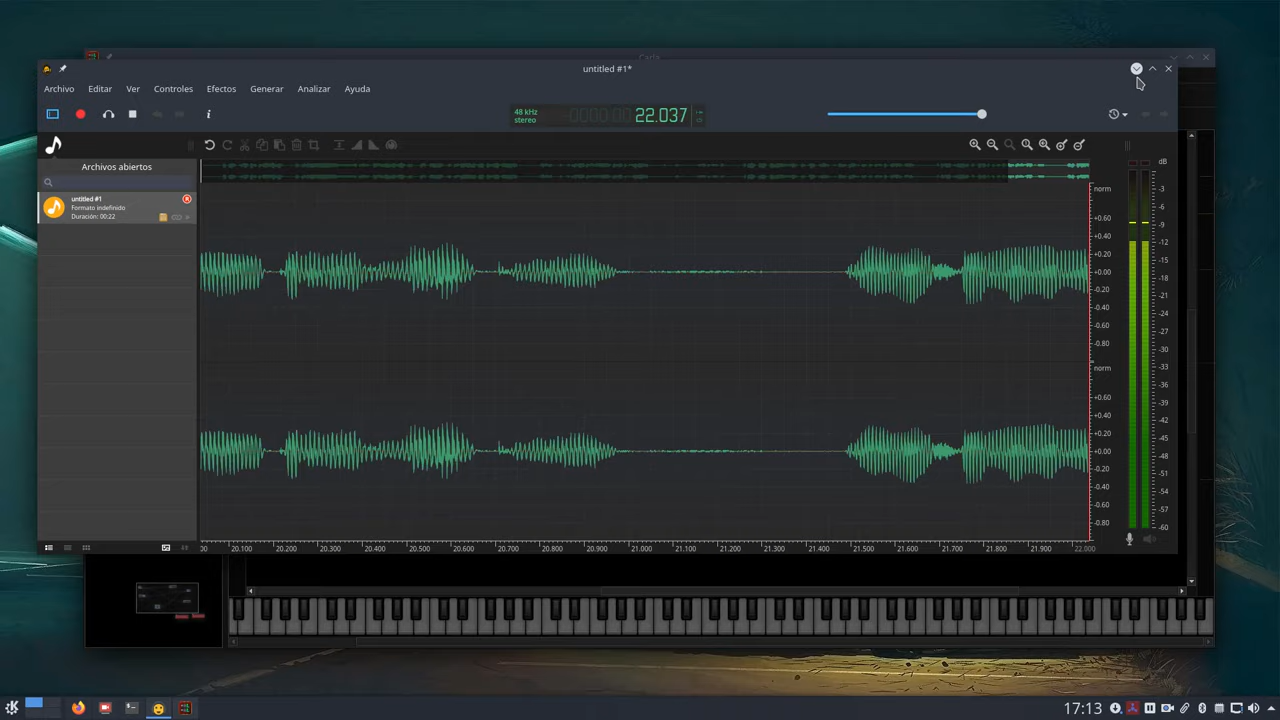 Carla
untitled #1*
Archivo Editar Ver Controles Efectos Generar Analizar Ayuda
48 kHz
stereo
22.037
Archivos abiertos
untitled #1
Formato indefinido
Duración: 00:22
R
dB
-3
-6
-9
-12
-15
-18
-21
-24
-27
-30
-33
-36
-39
-42
-45
-48
-51
-54
-57
-60
norm
+0.60
+0.40
+0.20
+0.00
-0.20
-0.40
-0.60
-0.80
norm
+0.60
+0.40
+0.20
+0.00
-0.20
-0.40
-0.60
-0.80
00 20.100 20.200 20.300 20.400 20.500 20.600 20.700 20.800 20.900 21.000 21.100 21.200 21.300 21.400 21.500 21.600 21.700 21.800 21.900 22.000
17:13